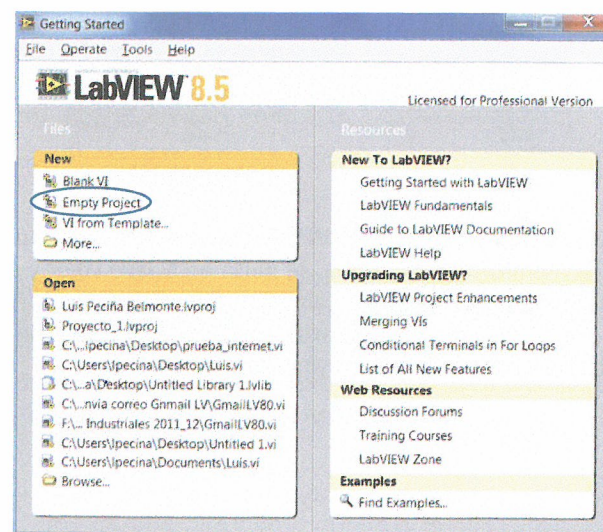 Getting Started
File Operate Tools Help
LabVIEW 8.5
Licensed for Professional Version
Files
New
Blank VI
Empty Project
VI from Template...
More...
Open
Luis Peciña Belmonte.lvproj
Proyecto_1.lvproj
C:\...lpecina\Desktop\prueba_internet.vi
C:\Users\lpecina\Desktop\Luis.vi
C:\...a\Desktop\Untitled Library 1.lvlib
C:\...nvia correo Gnmail LV\GmailLV80.vi
F:\... Industriales 2011_12\GmailLV80.vi
C:\Users\lpecina\Desktop\Untitled 1.vi
C:\Users\lpecina\Documents\Luis.vi
Browse...
Resources
New To LabVIEW?
Getting Started with LabVIEW
LabVIEW Fundamentals
Guide to LabVIEW Documentation
LabVIEW Help
Upgrading LabVIEW?
LabVIEW Project Enhancements
Merging VIs
Conditional Terminals in For Loops
List of All New Features
Web Resources
Discussion Forums
Training Courses
LabVIEW Zone
Examples
Find Examples...